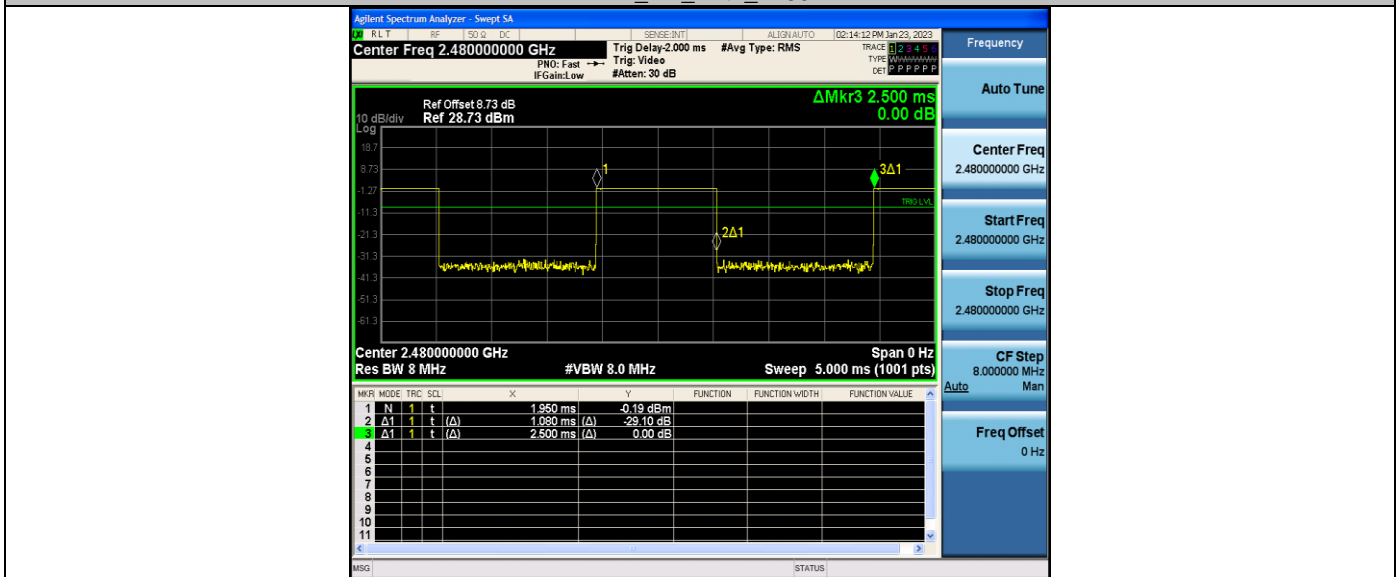 Agilent Spectrum Analyzer - Swept SA
RLT RF 50 Ω DC SENSE:INT ALIGN AUTO 02:14:12 PM Jan 23, 2023
Center Freq 2.480000000 GHz Trig Delay-2.000 ms #Avg Type: RMS TRACE 1 2 3 4 5 6
PNO: Fast Trig: Video TYPE WWWWWW
IFGain:Low #Atten: 30 dB DET P P P P P P
Frequency
Auto Tune
Center Freq
2.480000000 GHz
Start Freq
2.480000000 GHz
Stop Freq
2.480000000 GHz
CF Step
8.000000 MHz
Auto Man
Freq Offset
0 Hz
ΔMkr3 2.500 ms
0.00 dB
Ref Offset 8.73 dB
10 dB/div Ref 28.73 dBm
Log
18.7
8.73
-1.27
-11.3
-21.3
-31.3
-41.3
-51.3
-61.3
1
3Δ1
TRIG LVL
2Δ1
Center 2.480000000 GHz Span 0 Hz
Res BW 8 MHz #VBW 8.0 MHz Sweep 5.000 ms (1001 pts)
MKR MODE TRC SCL X Y FUNCTION FUNCTION WIDTH FUNCTION VALUE
1 N 1 t 1.950 ms -0.19 dBm
2 Δ1 1 t (Δ) 1.080 ms (Δ) -29.10 dB
3 Δ1 1 t (Δ) 2.500 ms (Δ) 0.00 dB
4
5
6
7
8
9
10
11
MSG STATUS